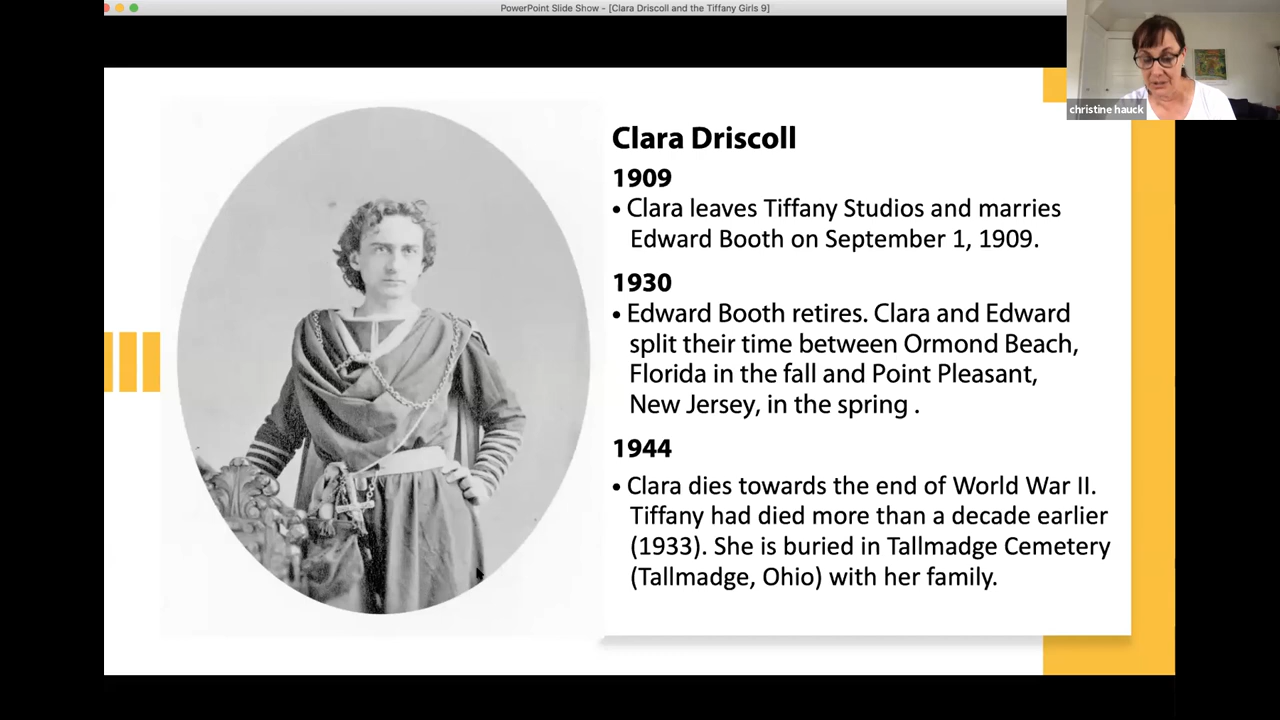 PowerPoint Slide Show - [Clara Driscoll and the Tiffany Girls 9]
christine hauck
Clara Driscoll
1909
• Clara leaves Tiffany Studios and marries
Edward Booth on September 1, 1909.
1930
• Edward Booth retires. Clara and Edward
split their time between Ormond Beach,
Florida in the fall and Point Pleasant,
New Jersey, in the spring .
1944
• Clara dies towards the end of World War II.
Tiffany had died more than a decade earlier
(1933). She is buried in Tallmadge Cemetery
(Tallmadge, Ohio) with her family.